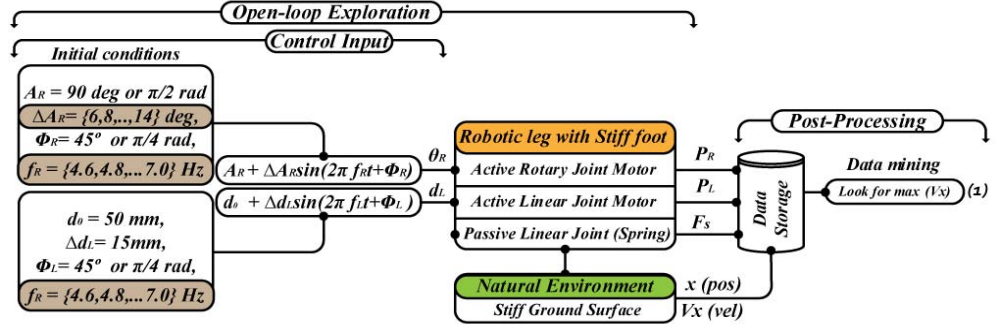 Open-loop Exploration
Control Input
Initial conditions
AR = 90 deg or π/2 rad
ΔAR= {6,8,..,14} deg,
ΦR= 45° or π/4 rad,
fR = {4.6,4.8,... 7.0} Hz
AR + ΔARsin(2π fRt+ΦR)
θR
d0 + ΔdLsin(2π fLt+ΦL )
dL
d0 = 50 mm,
ΔdL= 15mm,
ΦL= 45° or π/4 rad,
fR = {4.6,4.8,... 7.0} Hz
Robotic leg with Stiff foot
Active Rotary Joint Motor
Active Linear Joint Motor
Passive Linear Joint (Spring)
PR
PL
Fs
Natural Environment
Stiff Ground Surface
x (pos)
Vx (vel)
Post-Processing
Data
Storage
Data mining
Look for max (Vx) (1)